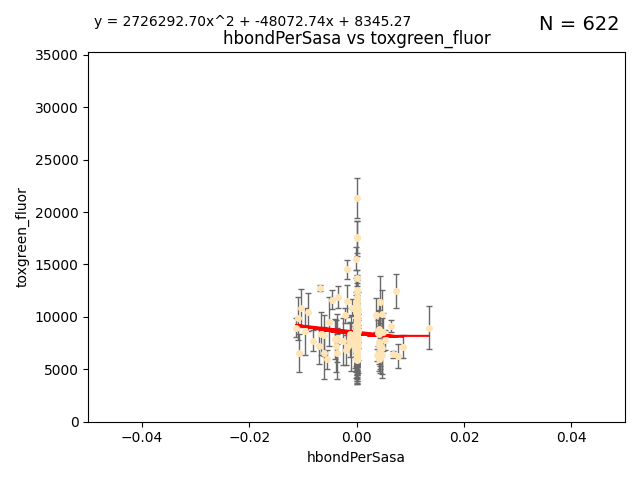 y = 2726292.70x^2 + -48072.74x + 8345.27
N = 622
hbondPerSasa vs toxgreen_fluor
35000
30000
25000
20000
15000
10000
5000
0
toxgreen_fluor
−0.04
−0.02
0.00
0.02
0.04
hbondPerSasa